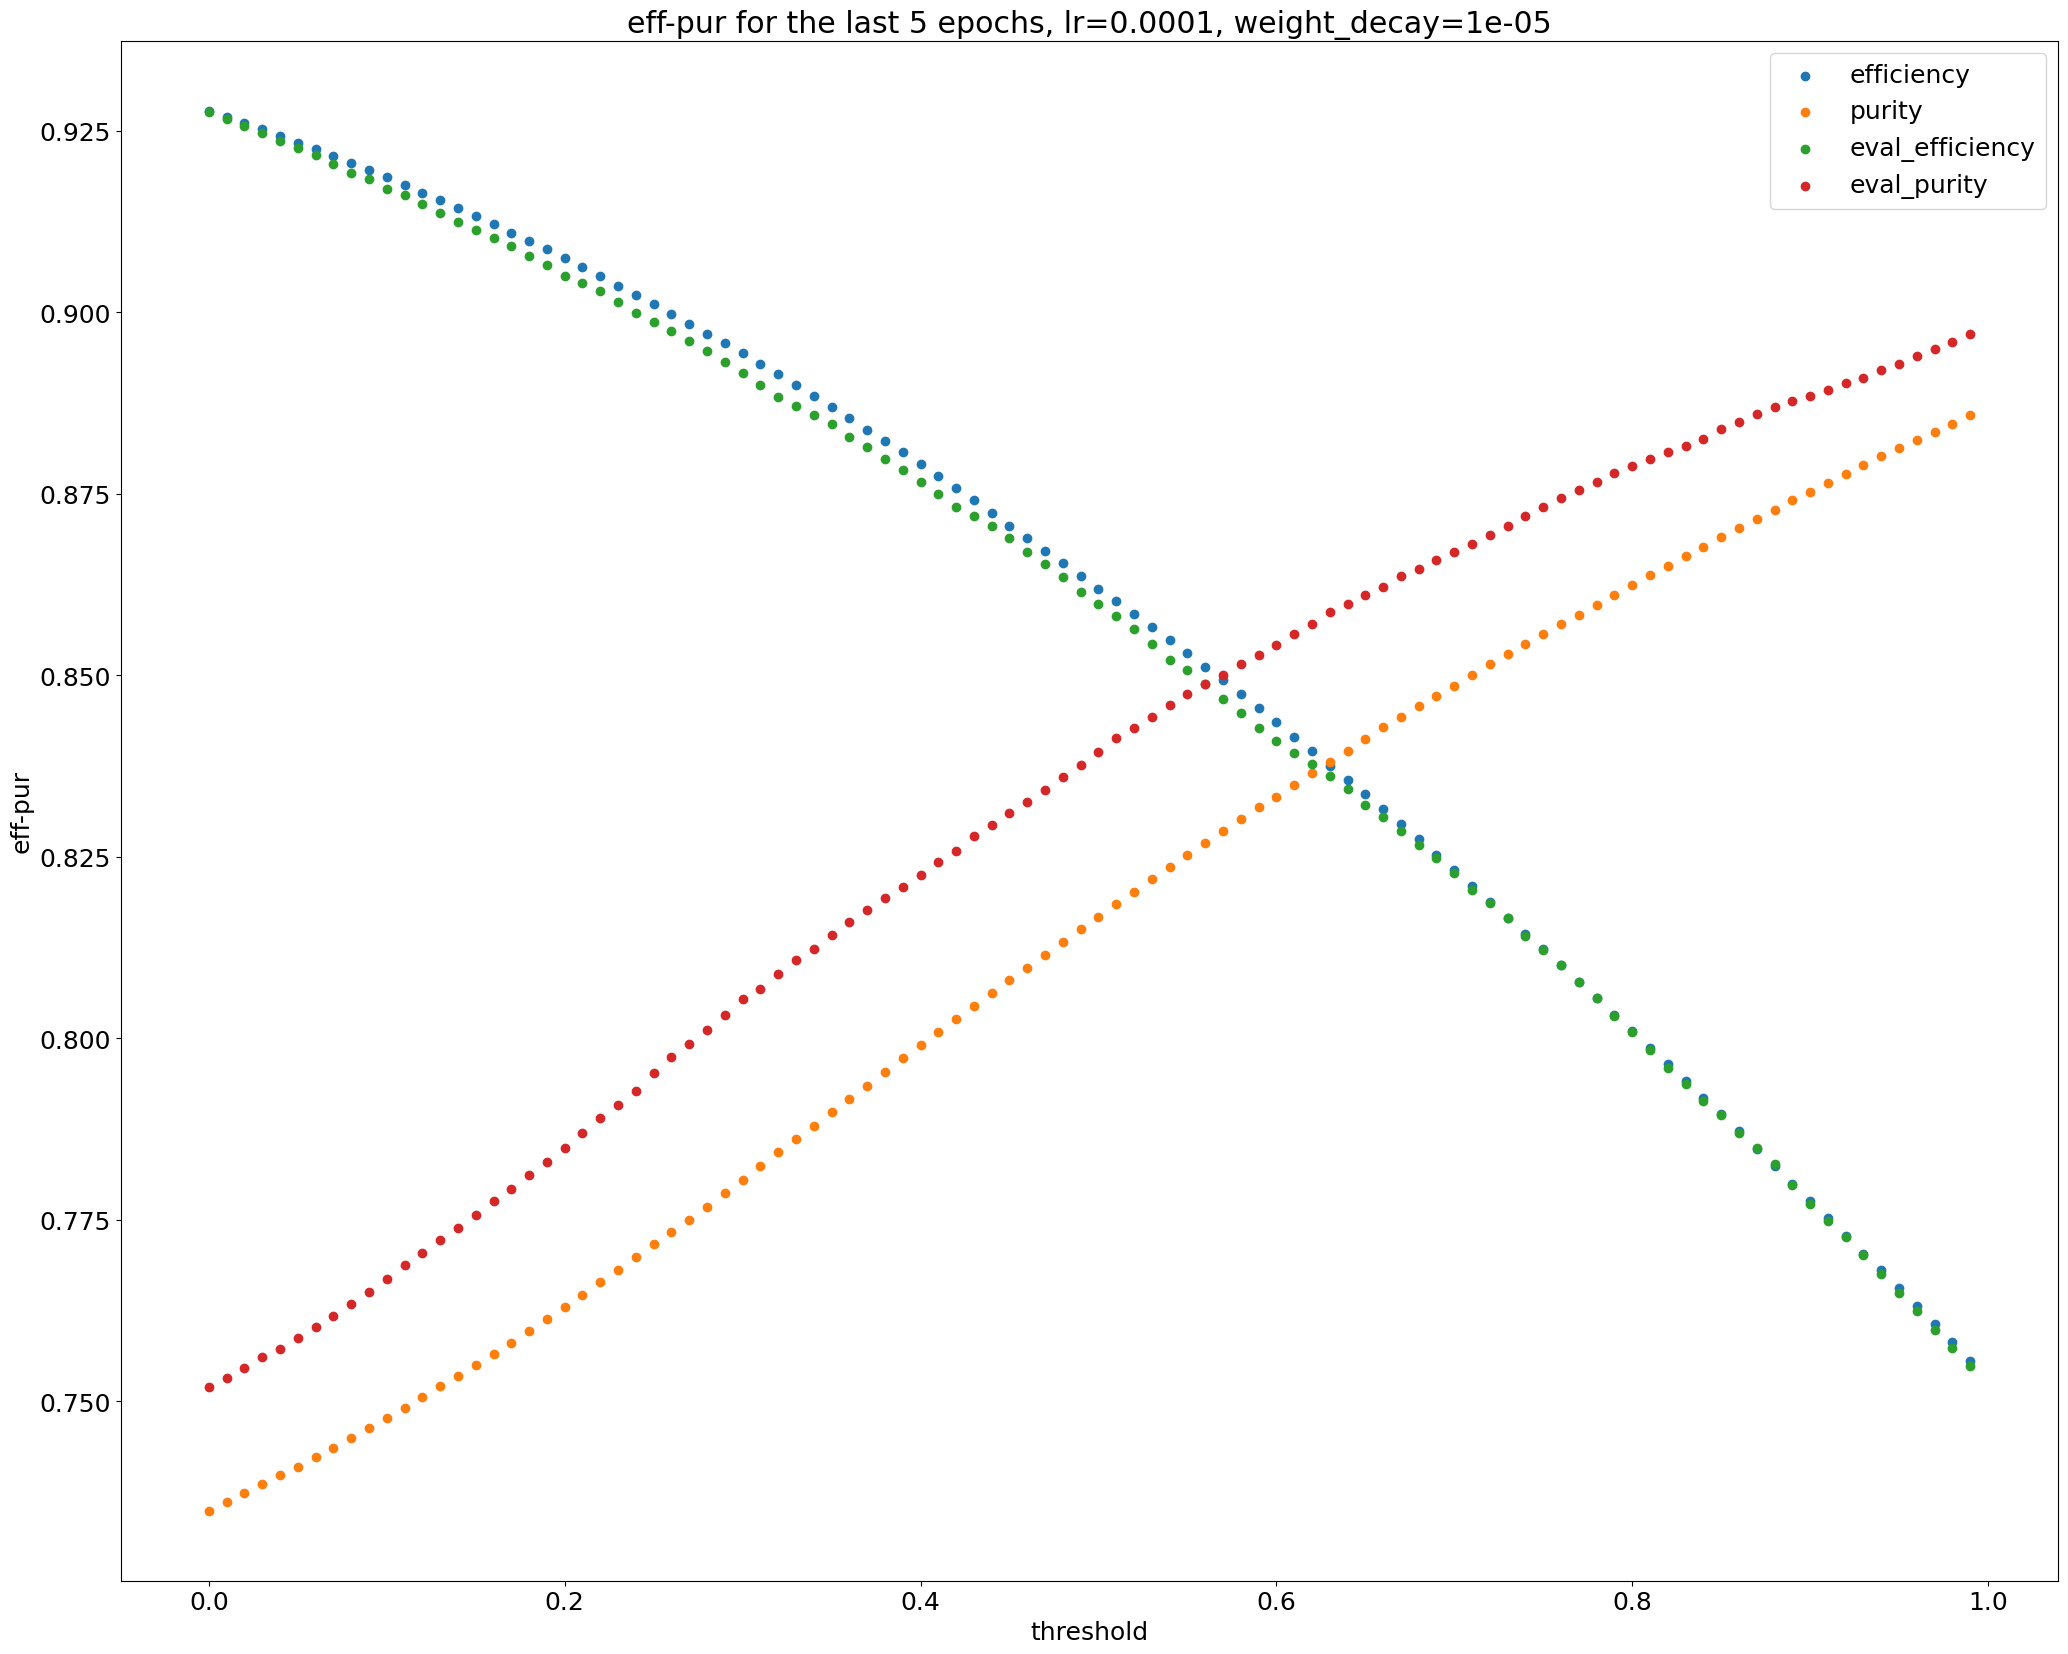 eff-pur for the last 5 epochs, lr=0.0001, weight_decay=1e-05
efficiency
purity
eval_efficiency
eval_purity
0.925
0.900
0.875
0.850
0.825
0.800
0.775
0.750
eff-pur
0.0 0.2 0.4 0.6 0.8 1.0
threshold